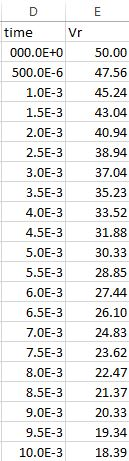 D E
time Vr
000.0E+0 50.00
500.0E-6 47.56
1.0E-3 45.24
1.5E-3 43.04
2.0E-3 40.94
2.5E-3 38.94
3.0E-3 37.04
3.5E-3 35.23
4.0E-3 33.52
4.5E-3 31.88
5.0E-3 30.33
5.5E-3 28.85
6.0E-3 27.44
6.5E-3 26.10
7.0E-3 24.83
7.5E-3 23.62
8.0E-3 22.47
8.5E-3 21.37
9.0E-3 20.33
9.5E-3 19.34
10.0E-3 18.39